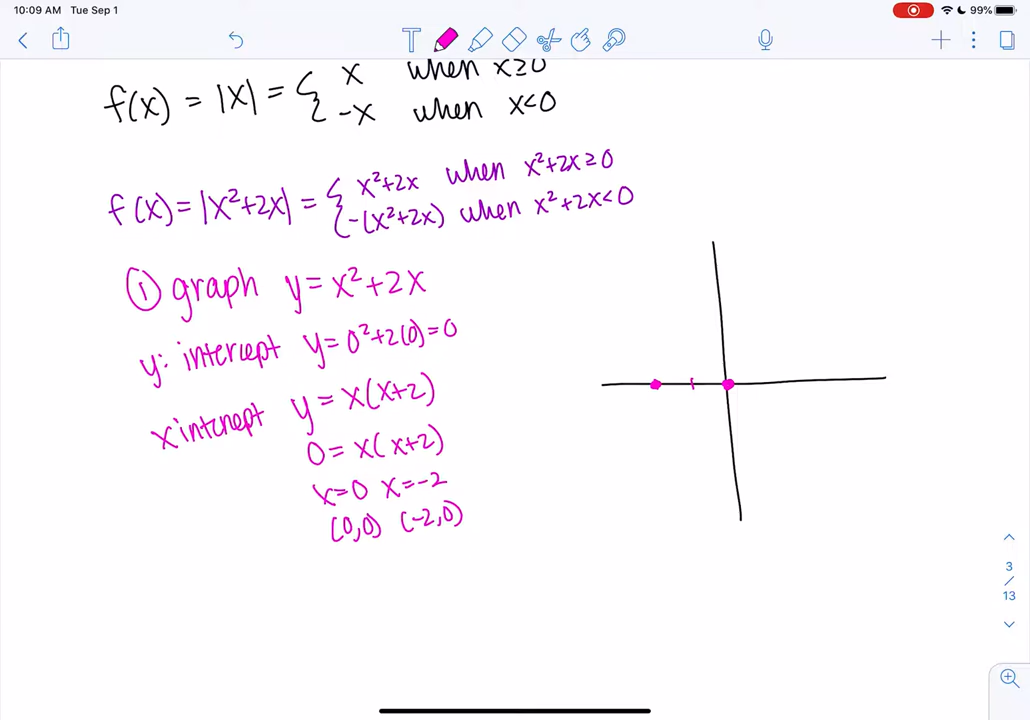 10:09 AM Tue Sep 1
99%
T
f(x) = |x| = { x when x≥0
-x when x<0
f(x) = |x²+2x| = { x²+2x when x²+2x≥0
-(x²+2x) when x²+2x<0
① graph y = x²+2x
y: intercept y = 0²+2(0)=0
x intercept y = x(x+2)
0 = x(x+2)
x=0 x=-2
(0,0) (-2,0)
3
/
13